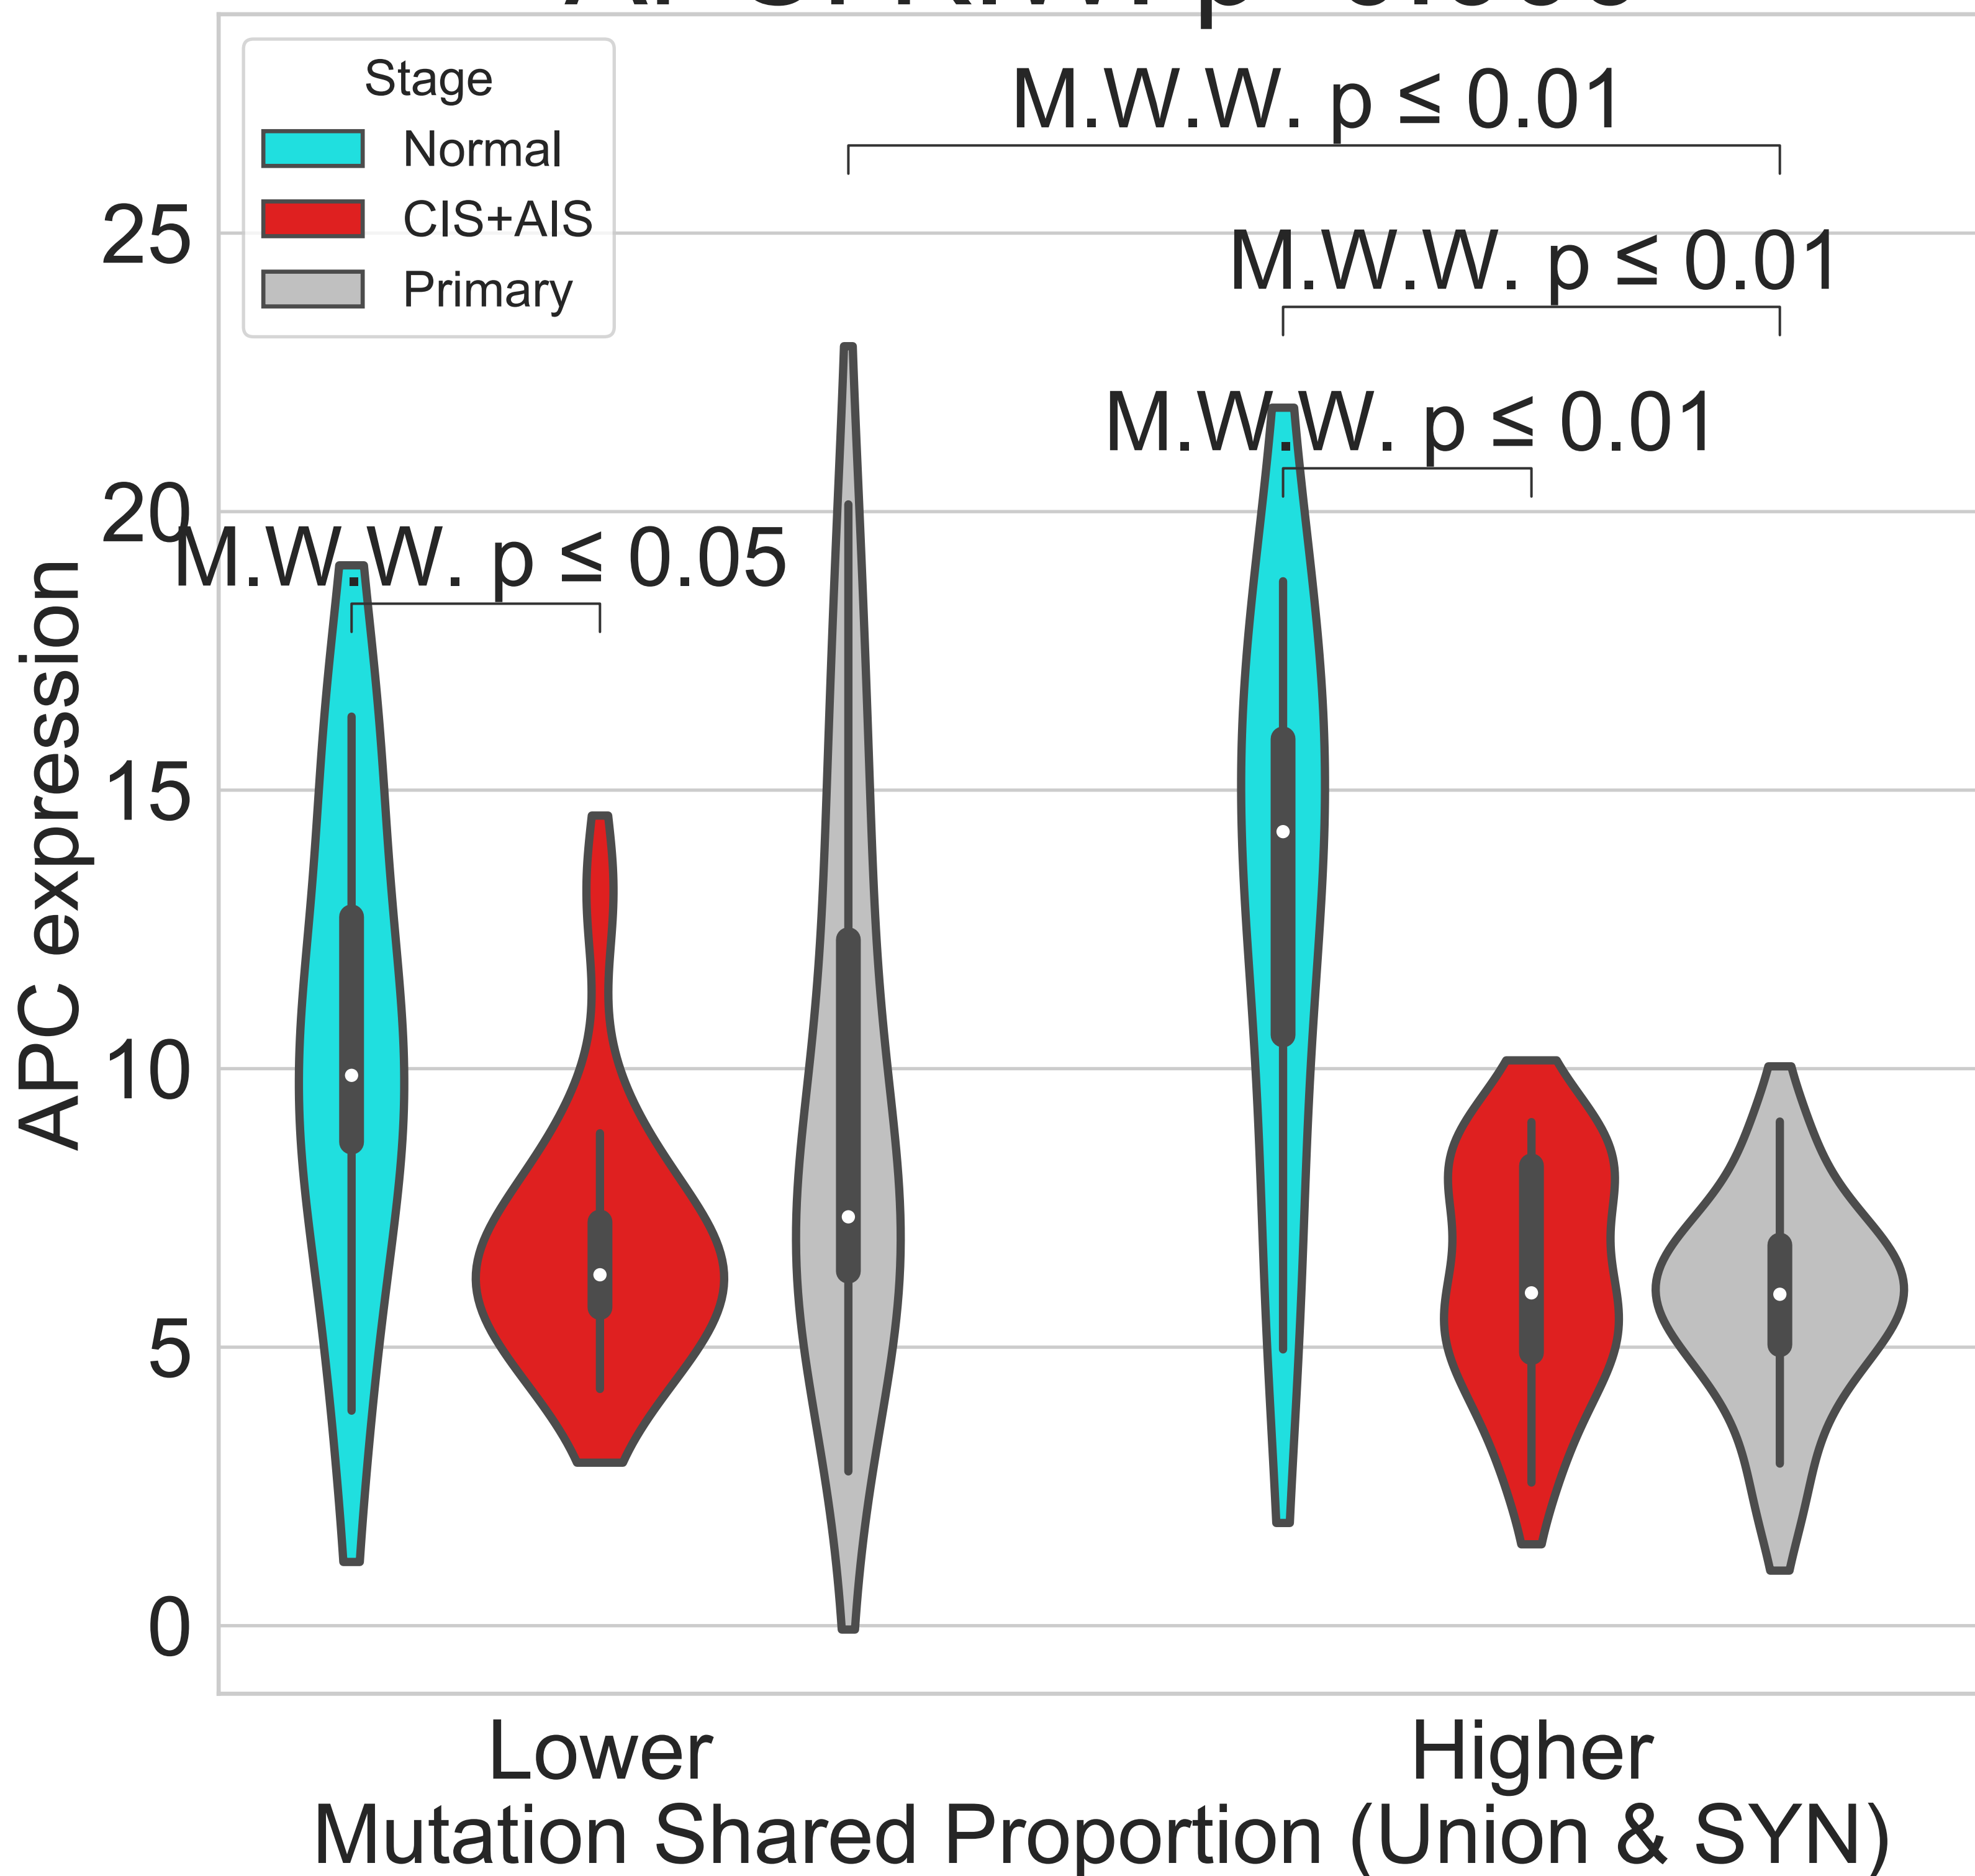 Stage
Normal
CIS+AIS
Primary
M.W.W. p ≤ 0.01
M.W.W. p ≤ 0.01
M.W.W. p ≤ 0.01
M.W.W. p ≤ 0.05
25
20
15
10
5
0
APC expression
Lower
Higher
Mutation Shared Proportion (Union & SYN)